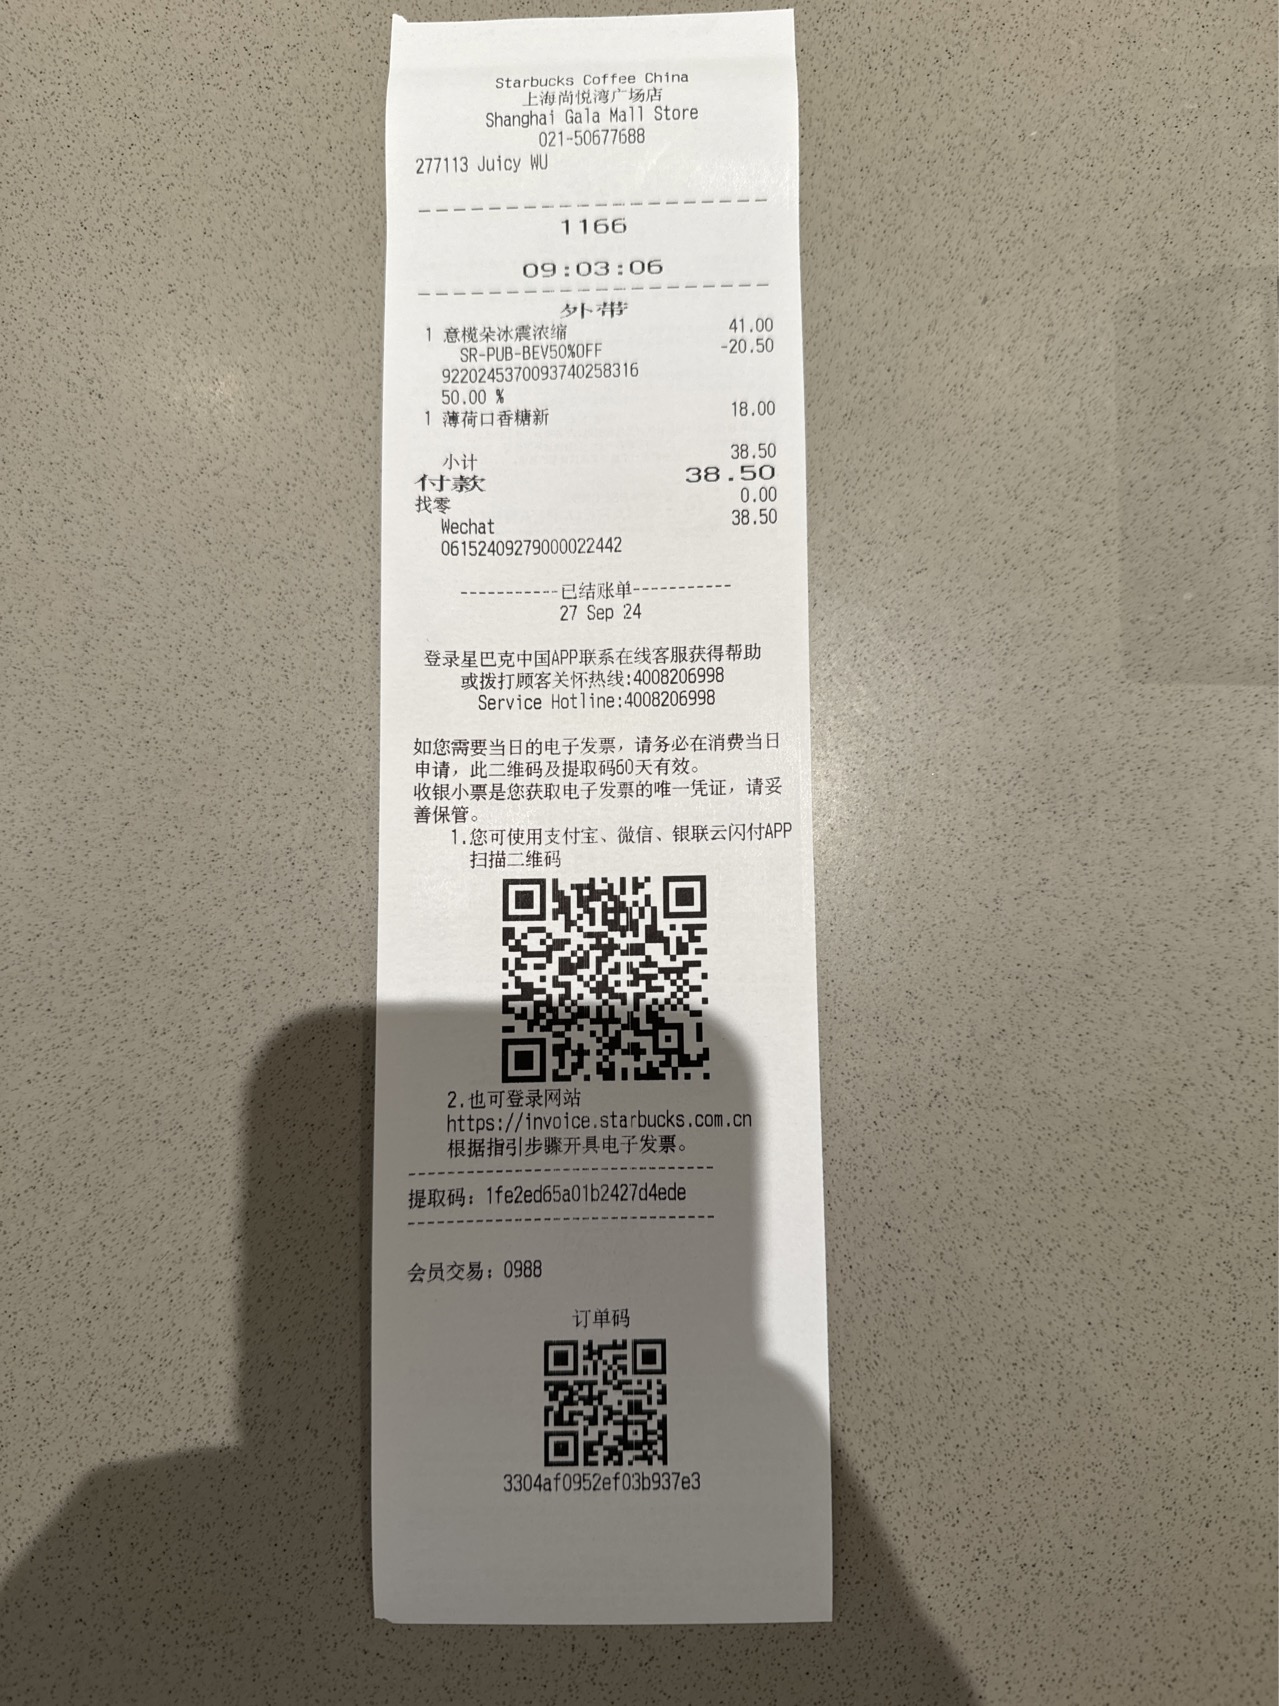 Starbucks Coffee China
上海尚悦湾广场店
Shanghai Gala Mall Store
021-50677688
277113 Juicy WU
1166
09:03:06
外带
1 意榄朵冰震浓缩 41.00
SR-PUB-BEV50%OFF -20.50
9220245370093740258316
50.00 %
1 薄荷口香糖新 18.00
小计 38.50
付款 38.50
找零 0.00
Wechat 38.50
06152409279000022442
-----------已结账单-----------
27 Sep 24
登录星巴克中国APP联系在线客服获得帮助
或拨打顾客关怀热线:4008206998
Service Hotline:4008206998
如您需要当日的电子发票，请务必在消费当日
申请，此二维码及提取码60天有效。
收银小票是您获取电子发票的唯一凭证，请妥
善保管。
1.您可使用支付宝、微信、银联云闪付APP
扫描二维码
2.也可登录网站
https://invoice.starbucks.com.cn
根据指引步骤开具电子发票。
提取码：1fe2ed65a01b2427d4ede
会员交易：0988
订单码
3304af0952ef03b937e3